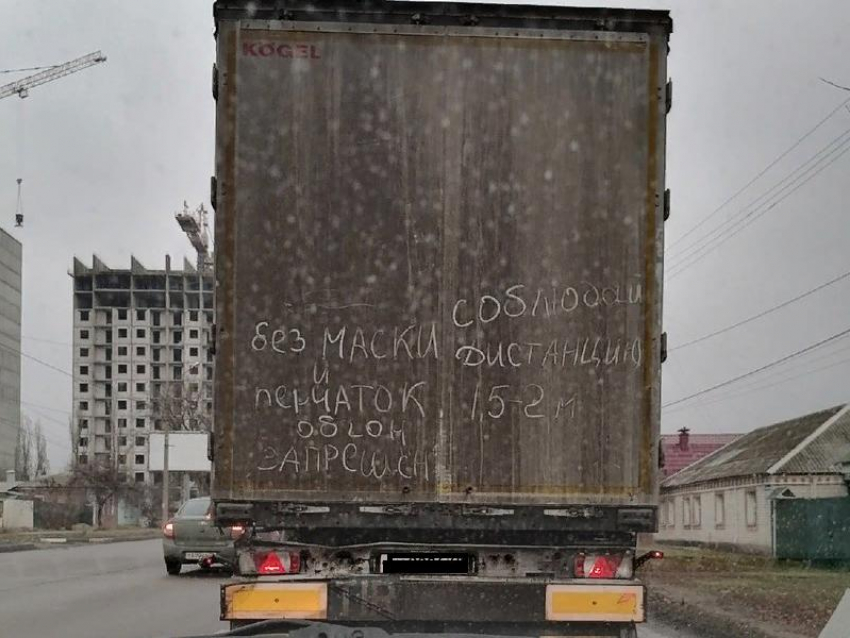 KÖGEL
без МАСКИ
и
перЧАТОК
обгон
ЗАПРЕЩЕН
СОБЛЮДАЙ
ДИСТАНЦИЮ
1,5-2 м